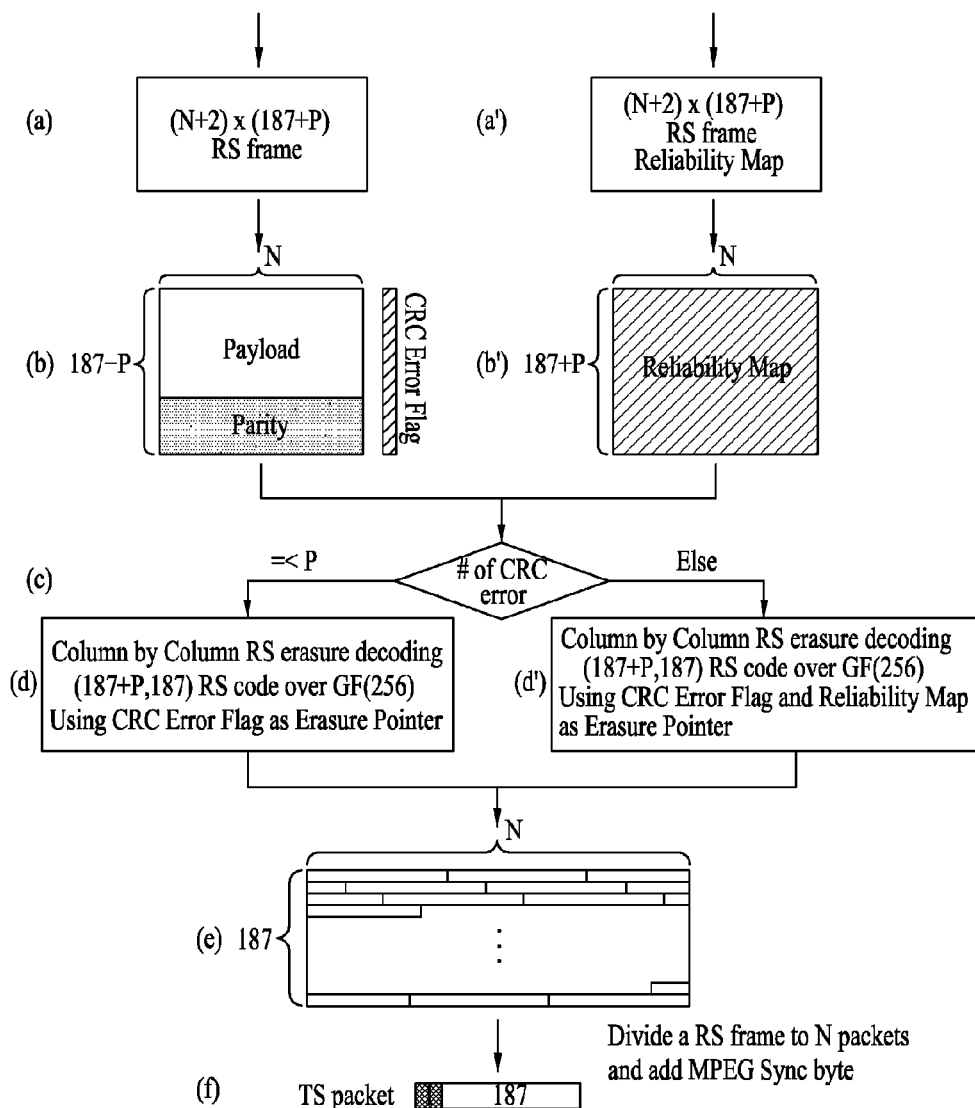 (a)
(N+2) x (187+P)
RS frame
(a')
(N+2) x (187+P)
RS frame
Reliability Map
N
N
(b)
187−P
Payload
Parity
CRC Error Flag
(b')
187+P
Reliability Map
(c)
=< P
# of CRC
error
Else
(d)
Column by Column RS erasure decoding
(187+P,187) RS code over GF(256)
Using CRC Error Flag as Erasure Pointer
(d')
Column by Column RS erasure decoding
(187+P,187) RS code over GF(256)
Using CRC Error Flag and Reliability Map
as Erasure Pointer
N
(e)
187
Divide a RS frame to N packets
and add MPEG Sync byte
(f)
TS packet
187